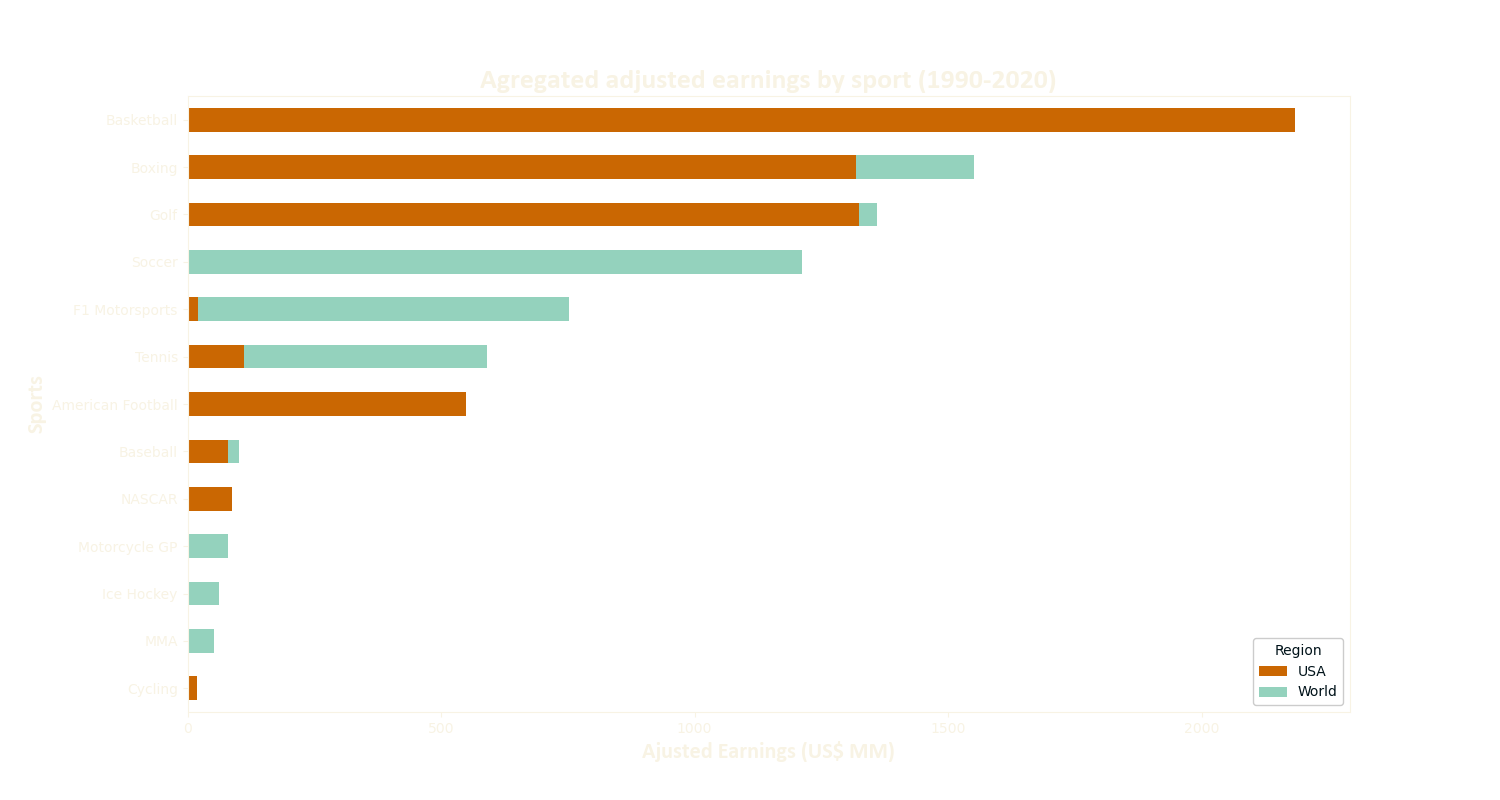 Agregated adjusted earnings by sport (1990-2020)
Sports
Basketball
Boxing
Golf
Soccer
F1 Motorsports
Tennis
American Football
Baseball
NASCAR
Motorcycle GP
Ice Hockey
MMA
Cycling
Region
USA
World
0 500 1000 1500 2000
Ajusted Earnings (US$ MM)